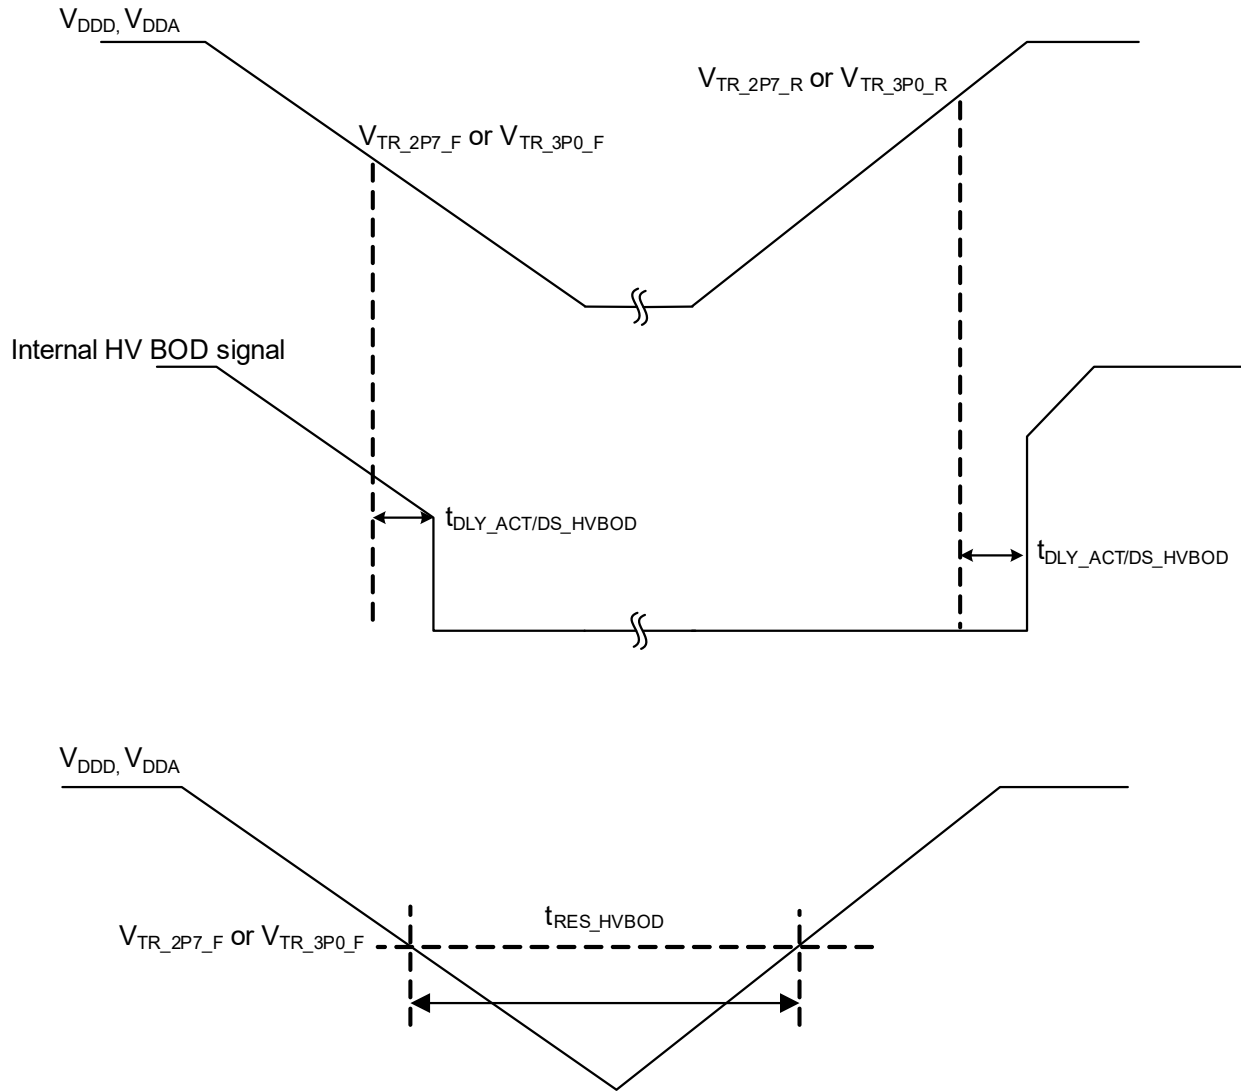 VDDD, VDDA
VTR_2P7_R or VTR_3P0_R
VTR_2P7_F or VTR_3P0_F
Internal HV BOD signal
tDLY_ACT/DS_HVBOD
tDLY_ACT/DS_HVBOD
VDDD, VDDA
tRES_HVBOD
VTR_2P7_F or VTR_3P0_F